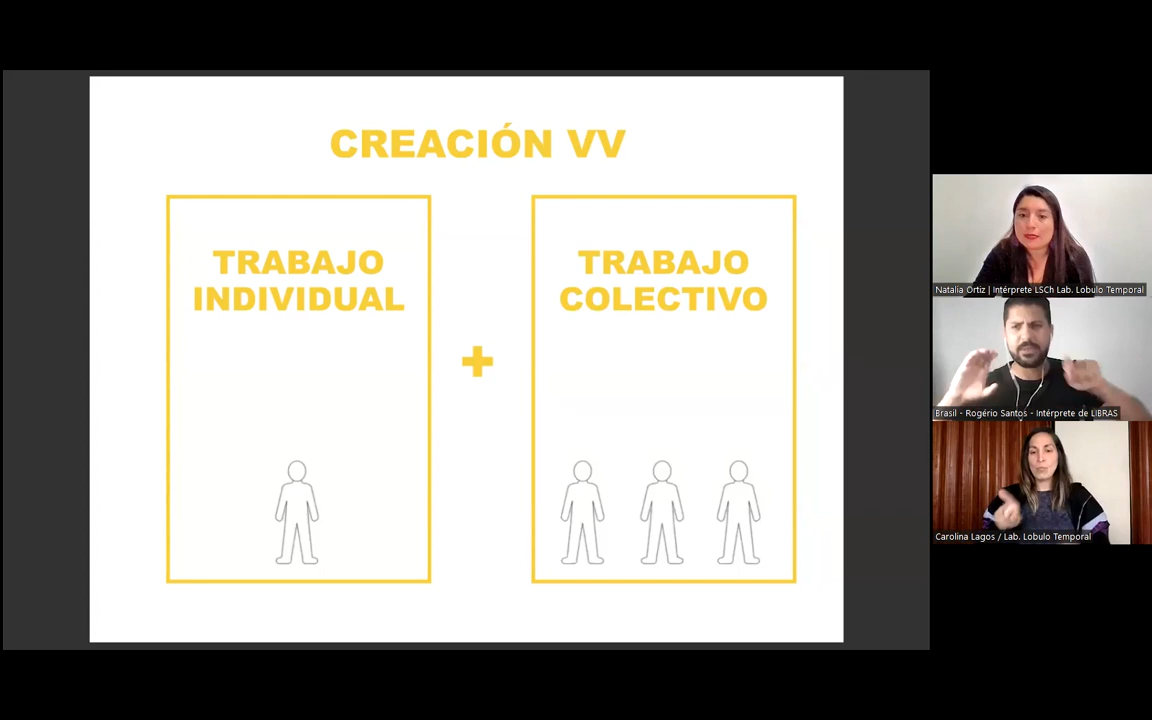 CREACIÓN VV
TRABAJO
INDIVIDUAL
+
TRABAJO
COLECTIVO
Natalia Ortiz | Intérprete LSCh Lab. Lobulo Temporal
Brasil - Rogério Santos - Intérprete de LIBRAS
Carolina Lagos / Lab. Lobulo Temporal